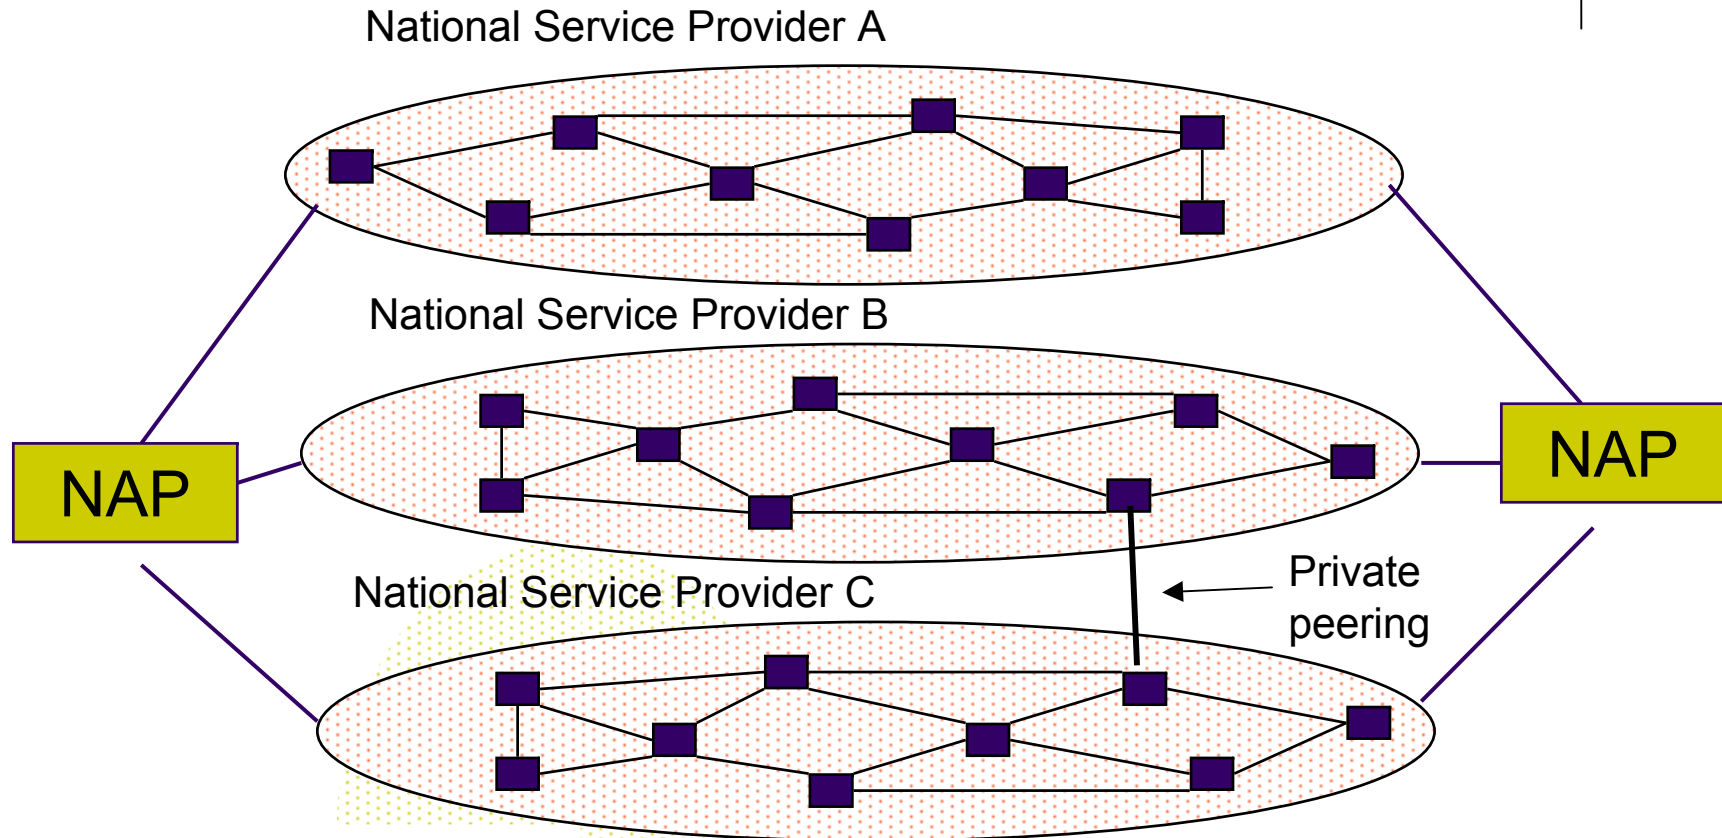 National Service Provider A
National Service Provider B
NAP
NAP
National Service Provider C
Private
peering